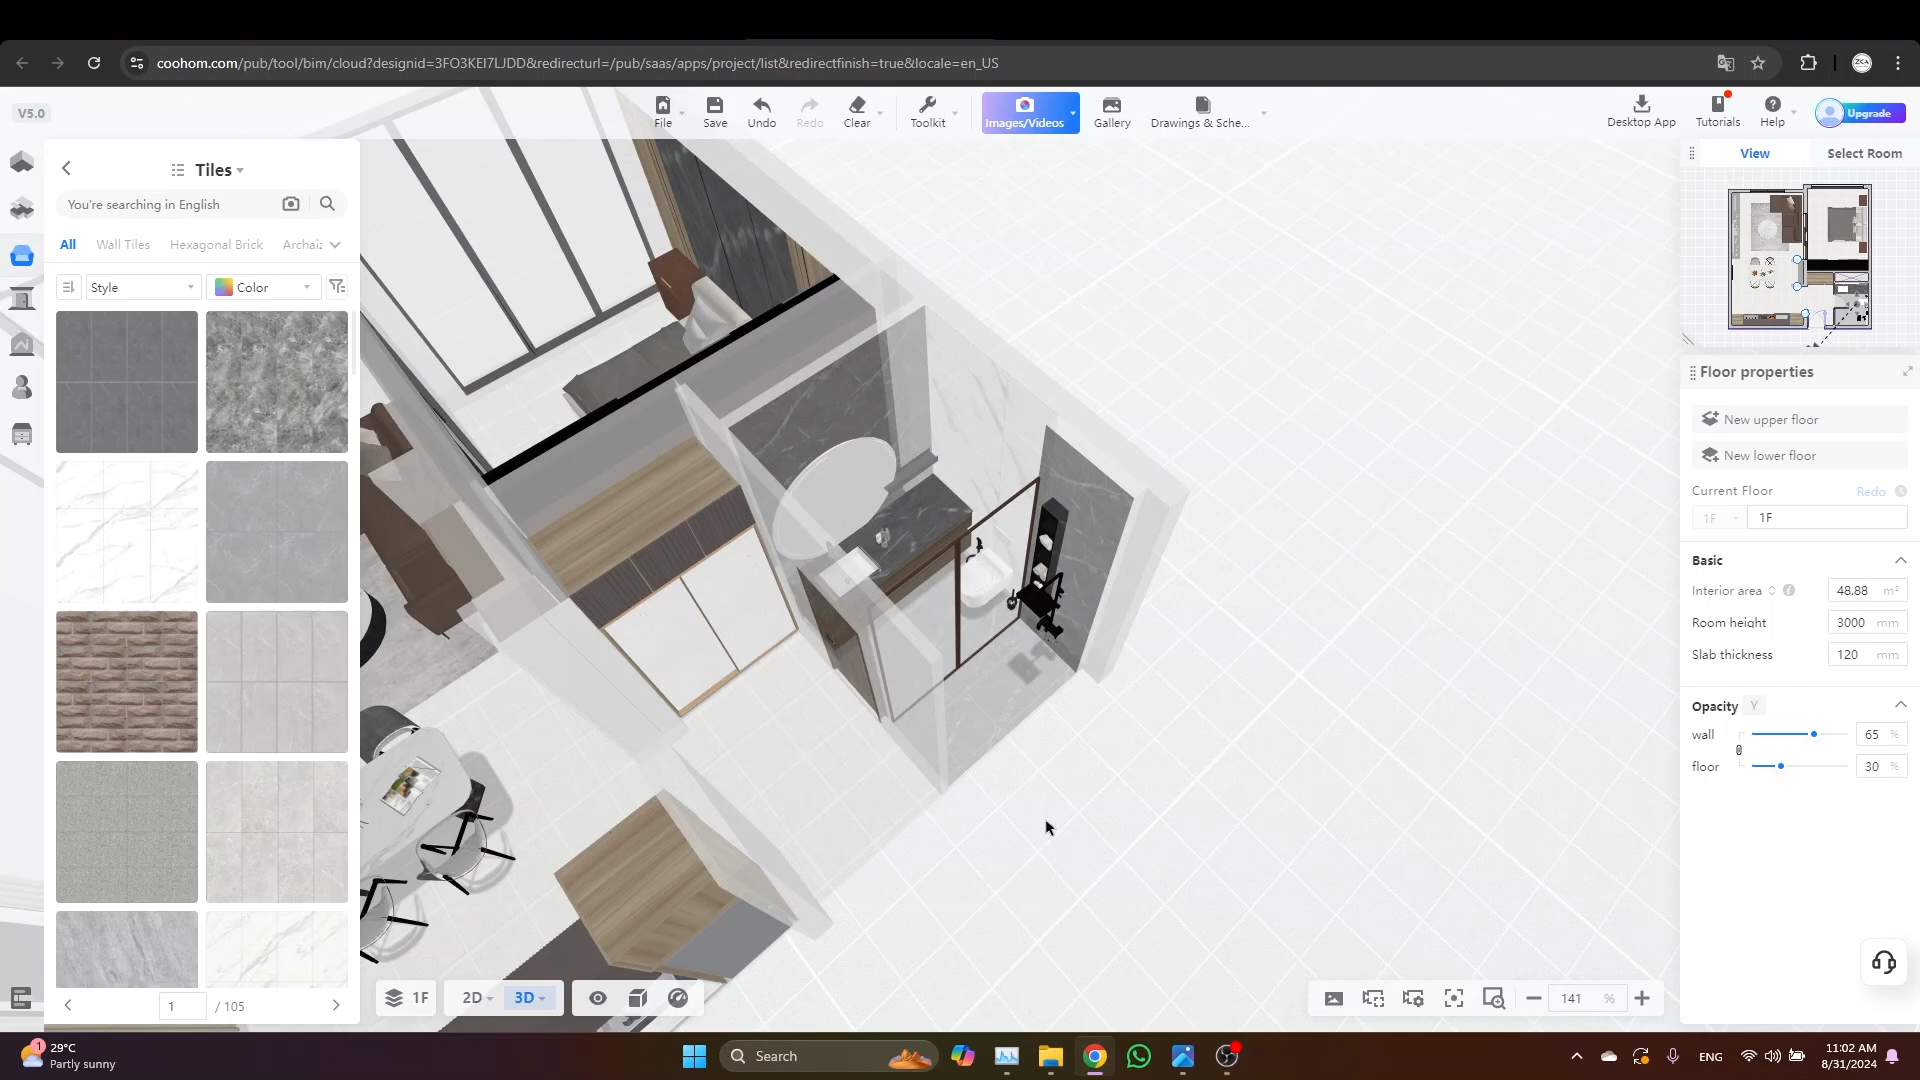 coohom.com/pub/tool/bim/cloud?designid=3FO3KEI7LJDD&redirecturl=/pub/saas/apps/project/list&redirectfinish=true&locale=en_US
V5.0
File
Save
Undo
Redo
Clear
Toolkit
Images/Videos
Gallery
Drawings & Sche...
Desktop App
Tutorials
Help
Upgrade
Tiles
You're searching in English
All
Wall Tiles
Hexagonal Brick
Archaiz
Style
Color
1
/ 105
1F
2D
3D
141
%
View
Select Room
Floor properties
New upper floor
New lower floor
Current Floor
Redo
1F
1F
Basic
Interior area
48.88 m²
Room height
3000 mm
Slab thickness
120 mm
Opacity
Y
wall
65 %
floor
30 %
1
29°C
Partly sunny
Search
ENG
11:02 AM
8/31/2024